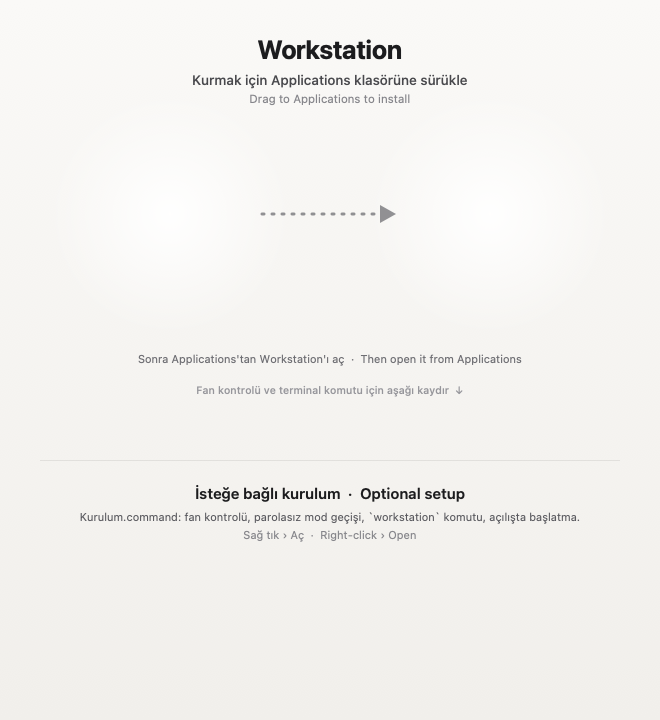 Workstation
Kurmak için Applications klasörüne sürükle
Drag to Applications to install
Sonra Applications'tan Workstation'ı aç · Then open it from Applications
Fan kontrolü ve terminal komutu için aşağı kaydır ↓
İsteğe bağlı kurulum · Optional setup
Kurulum.command: fan kontrolü, parolasız mod geçişi, `workstation` komutu, açılışta başlatma.
Sağ tık › Aç · Right-click › Open